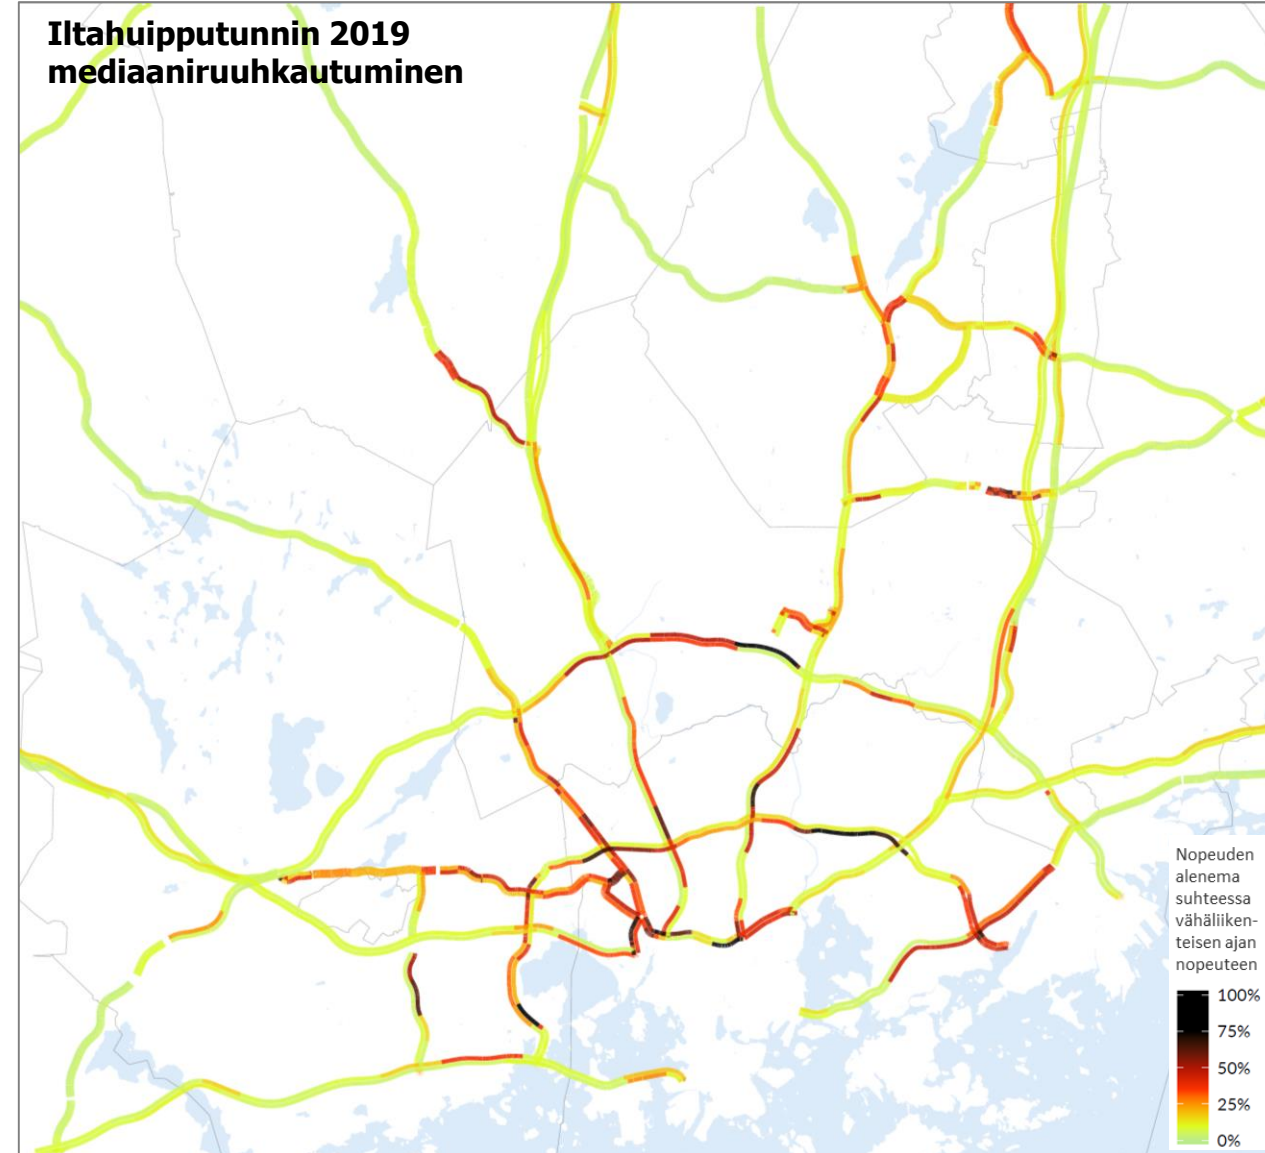 Iltahuipputunnin 2019
mediaaniruuhkautuminen
Nopeuden
alenema
suhteessa
vähäliiken-
teisen ajan
nopeuteen
100%
75%
50%
25%
0%